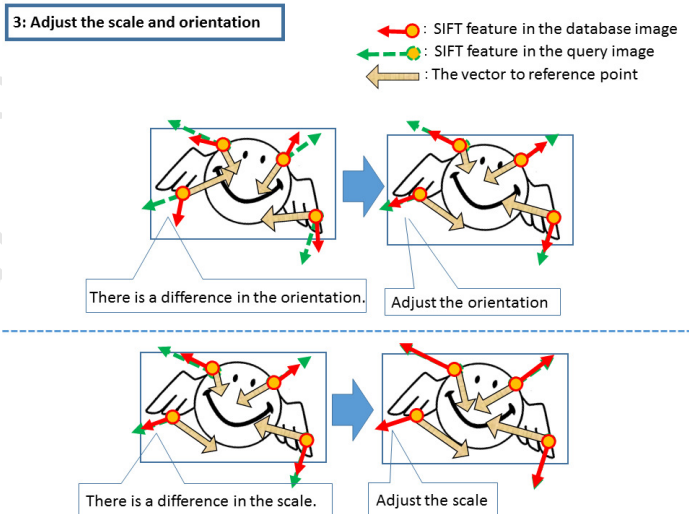 3: Adjust the scale and orientation
: SIFT feature in the database image
: SIFT feature in the query image
: The vector to reference point
There is a difference in the orientation.
Adjust the orientation
There is a difference in the scale.
Adjust the scale